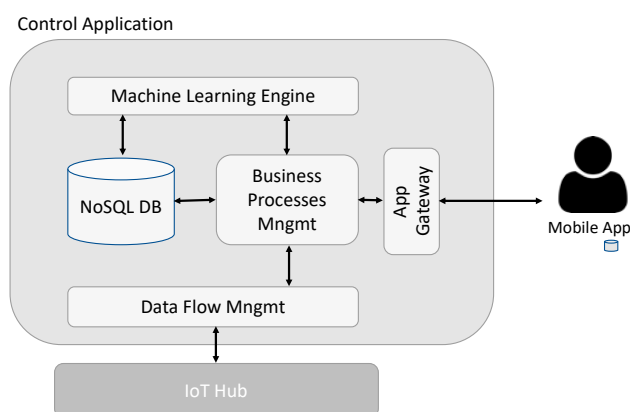 Control Application
Machine Learning Engine
NoSQL DB
Business
Processes
Mngmt
App
Gateway
Mobile App
Data Flow Mngmt
IoT Hub